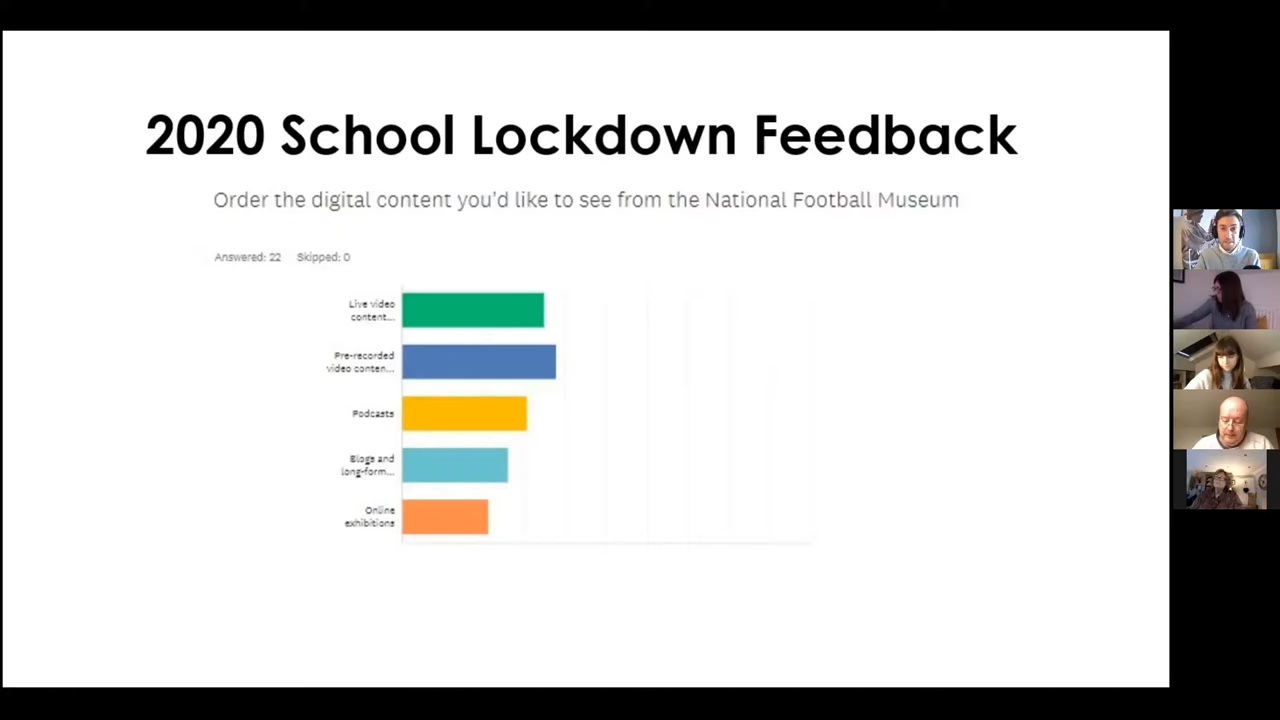 2020 School Lockdown Feedback
Order the digital content you'd like to see from the National Football Museum
Answered: 22 Skipped: 0
Live video
content...
Pre-recorded
video conten...
Podcasts
Blogs and
long-form...
Online
exhibitions